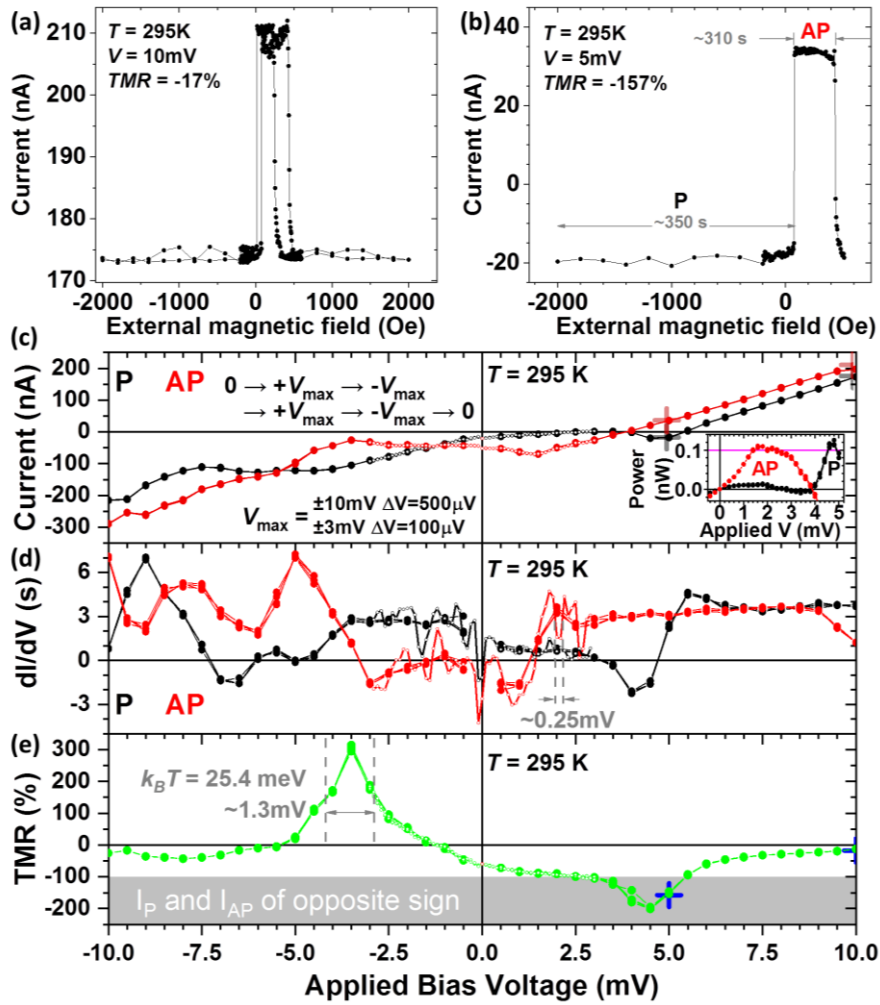 (a)
T = 295K
V = 10mV
TMR = -17%
210
200
190
180
170
Current (nA)
-2000 -1000 0 1000 2000
External magnetic field (Oe)
(b)
T = 295K
V = 5mV
TMR = -157%
~310 s
AP
P
~350 s
40
20
0
-20
Current (nA)
-2000 -1000 0
External magnetic field (Oe)
(c)
P AP
0 → +Vmax → -Vmax
→ +Vmax → -Vmax → 0
T = 295 K
Vmax = ±10mV ΔV=500μV
±3mV ΔV=100μV
200
100
0
-100
-200
-300
Current (nA)
Power (nW)
0.1
0.0
AP
P
0 1 2 3 4 5
Applied V (mV)
(d)
T = 295 K
6
3
0
-3
dI/dV (s)
P AP
~0.25mV
(e)
T = 295 K
kBT = 25.4 meV
~1.3mV
300
200
100
0
-100
-200
TMR (%)
IP and IAP of opposite sign
-10.0 -7.5 -5.0 -2.5 0.0 2.5 5.0 7.5 10.0
Applied Bias Voltage (mV)